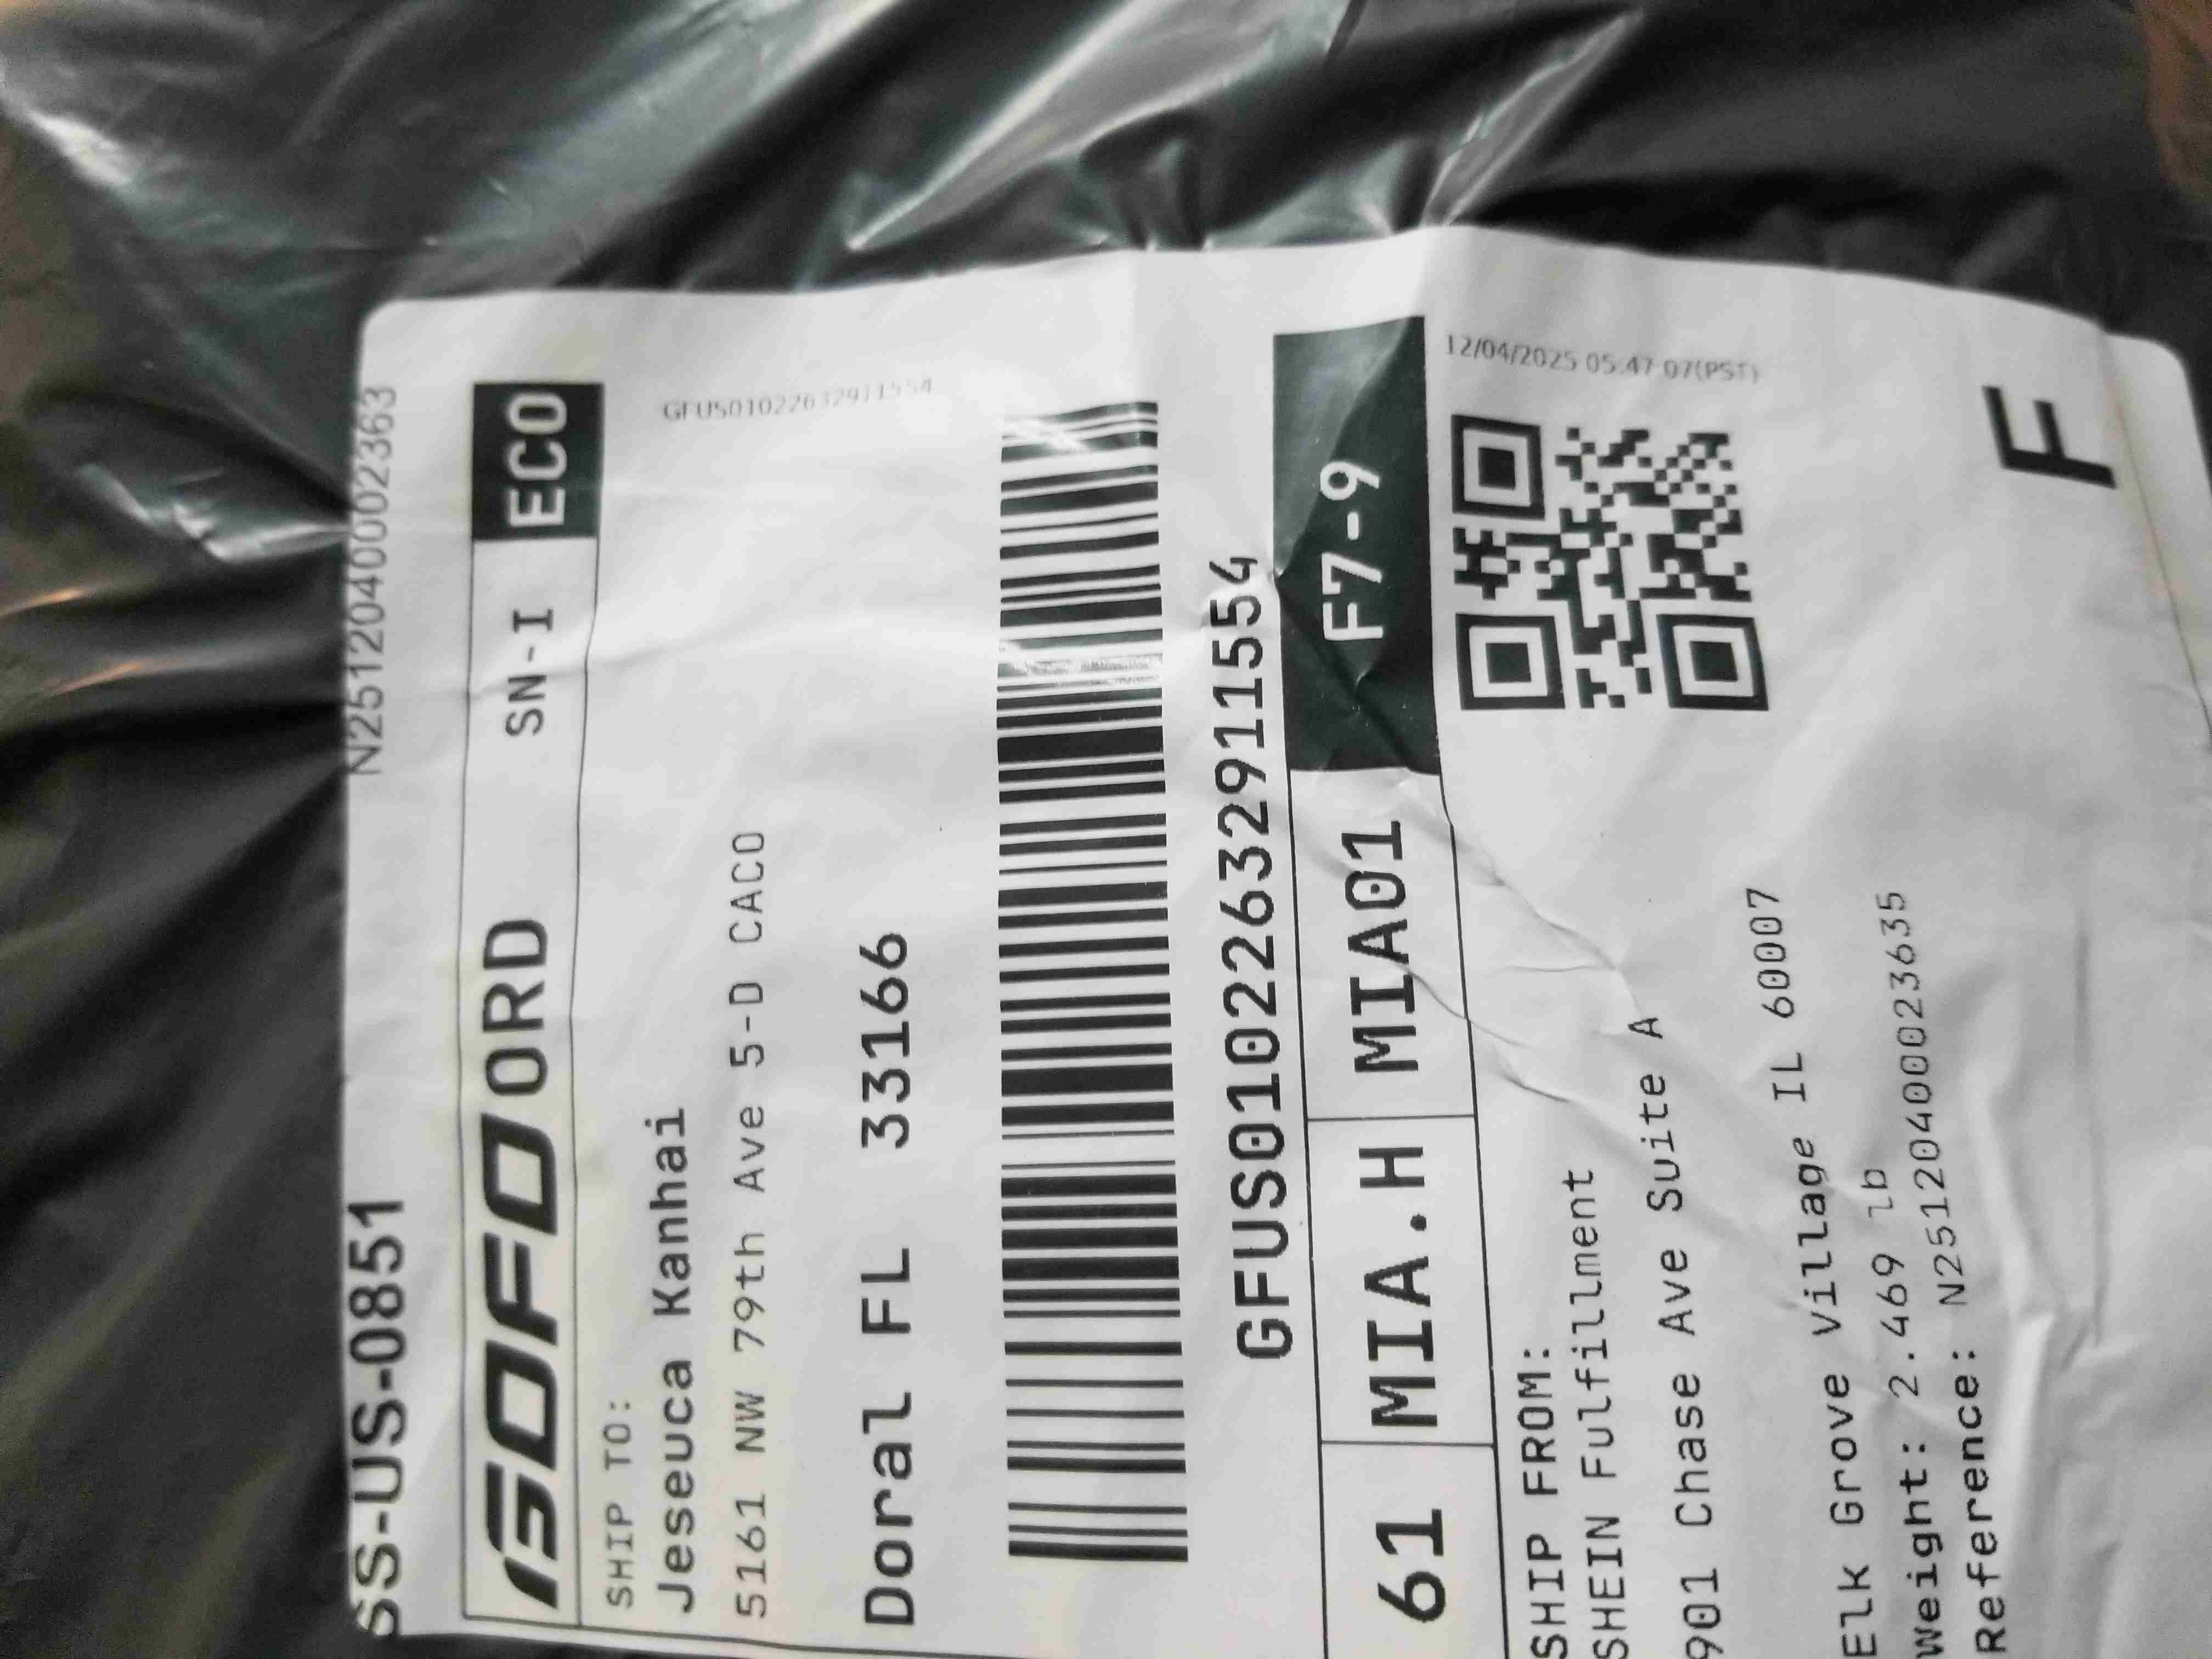 SS-US-0851 N25120400002363
GOFO ORD SN-I ECO
SHIP TO:
Jeseuca Kanhai
GFUS01022632911554
5161 NW 79th Ave 5-D CACO
Doral FL 33166
GFUS01022632911554
61 MIA.H MIA01 F7-9
12/04/2025 05:47:07(PST)
SHIP FROM:
SHEIN Fulfillment
901 Chase Ave Suite A
Elk Grove Village IL 60007
Weight: 2.469 lb
Reference: N251204000023635
F